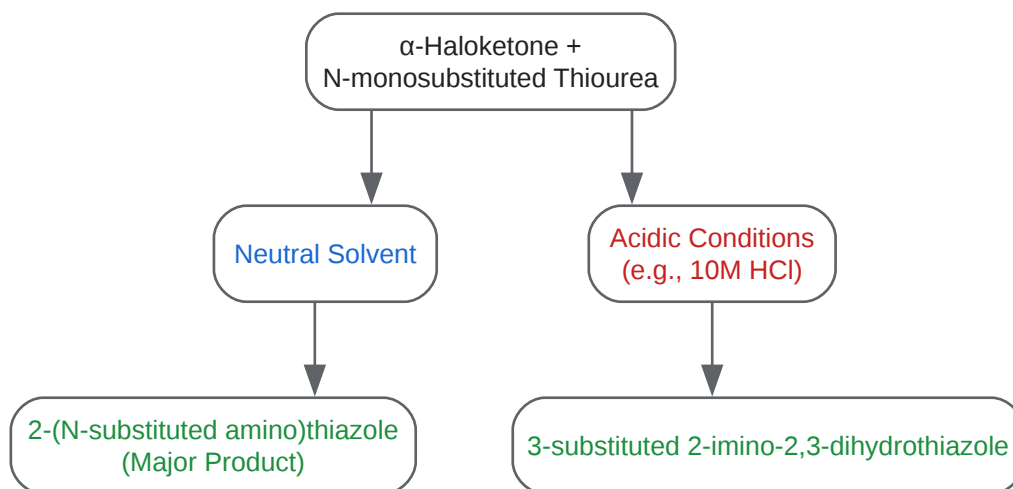 α-Haloketone +
N-monosubstituted Thiourea
Neutral Solvent
Acidic Conditions
(e.g., 10M HCl)
2-(N-substituted amino)thiazole
(Major Product)
3-substituted 2-imino-2,3-dihydrothiazole